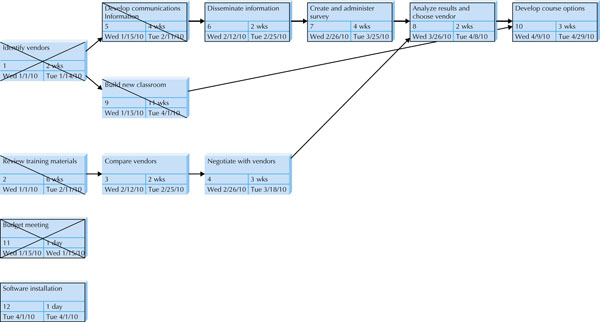 Develop communications
Information
5 4 wks
Wed 1/15/10 Tue 2/11/10
Disseminate information
6 2 wks
Wed 2/12/10 Tue 2/25/10
Create and administer
survey
7 4 wks
Wed 2/26/10 Tue 3/25/10
Analyze results and
choose vendor
8 2 wks
Wed 3/26/10 Tue 4/8/10
Develop course options
10 3 wks
Wed 4/9/10 Tue 4/29/10
Identify vendors
1 2 wks
Wed 1/1/10 Tue 1/14/10
Build new classroom
9 11 wks
Wed 1/15/10 Tue 4/1/10
Review training materials
2 6 wks
Wed 1/1/10 Tue 2/11/10
Compare vendors
3 2 wks
Wed 2/12/10 Tue 2/25/10
Negotiate with vendors
4 3 wks
Wed 2/26/10 Tue 3/18/10
Budget meeting
11 1 day
Wed 1/15/10 Wed 1/15/10
Software installation
12 1 day
Tue 4/1/10 Tue 4/1/10